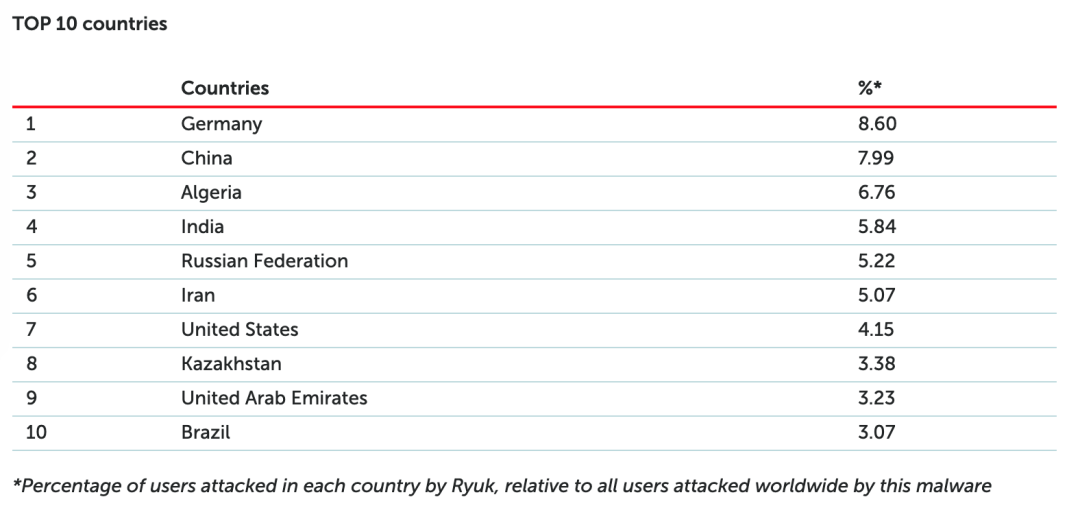 TOP 10 countries
Countries %*
1 Germany 8.60
2 China 7.99
3 Algeria 6.76
4 India 5.84
5 Russian Federation 5.22
6 Iran 5.07
7 United States 4.15
8 Kazakhstan 3.38
9 United Arab Emirates 3.23
10 Brazil 3.07
*Percentage of users attacked in each country by Ryuk, relative to all users attacked worldwide by this malware